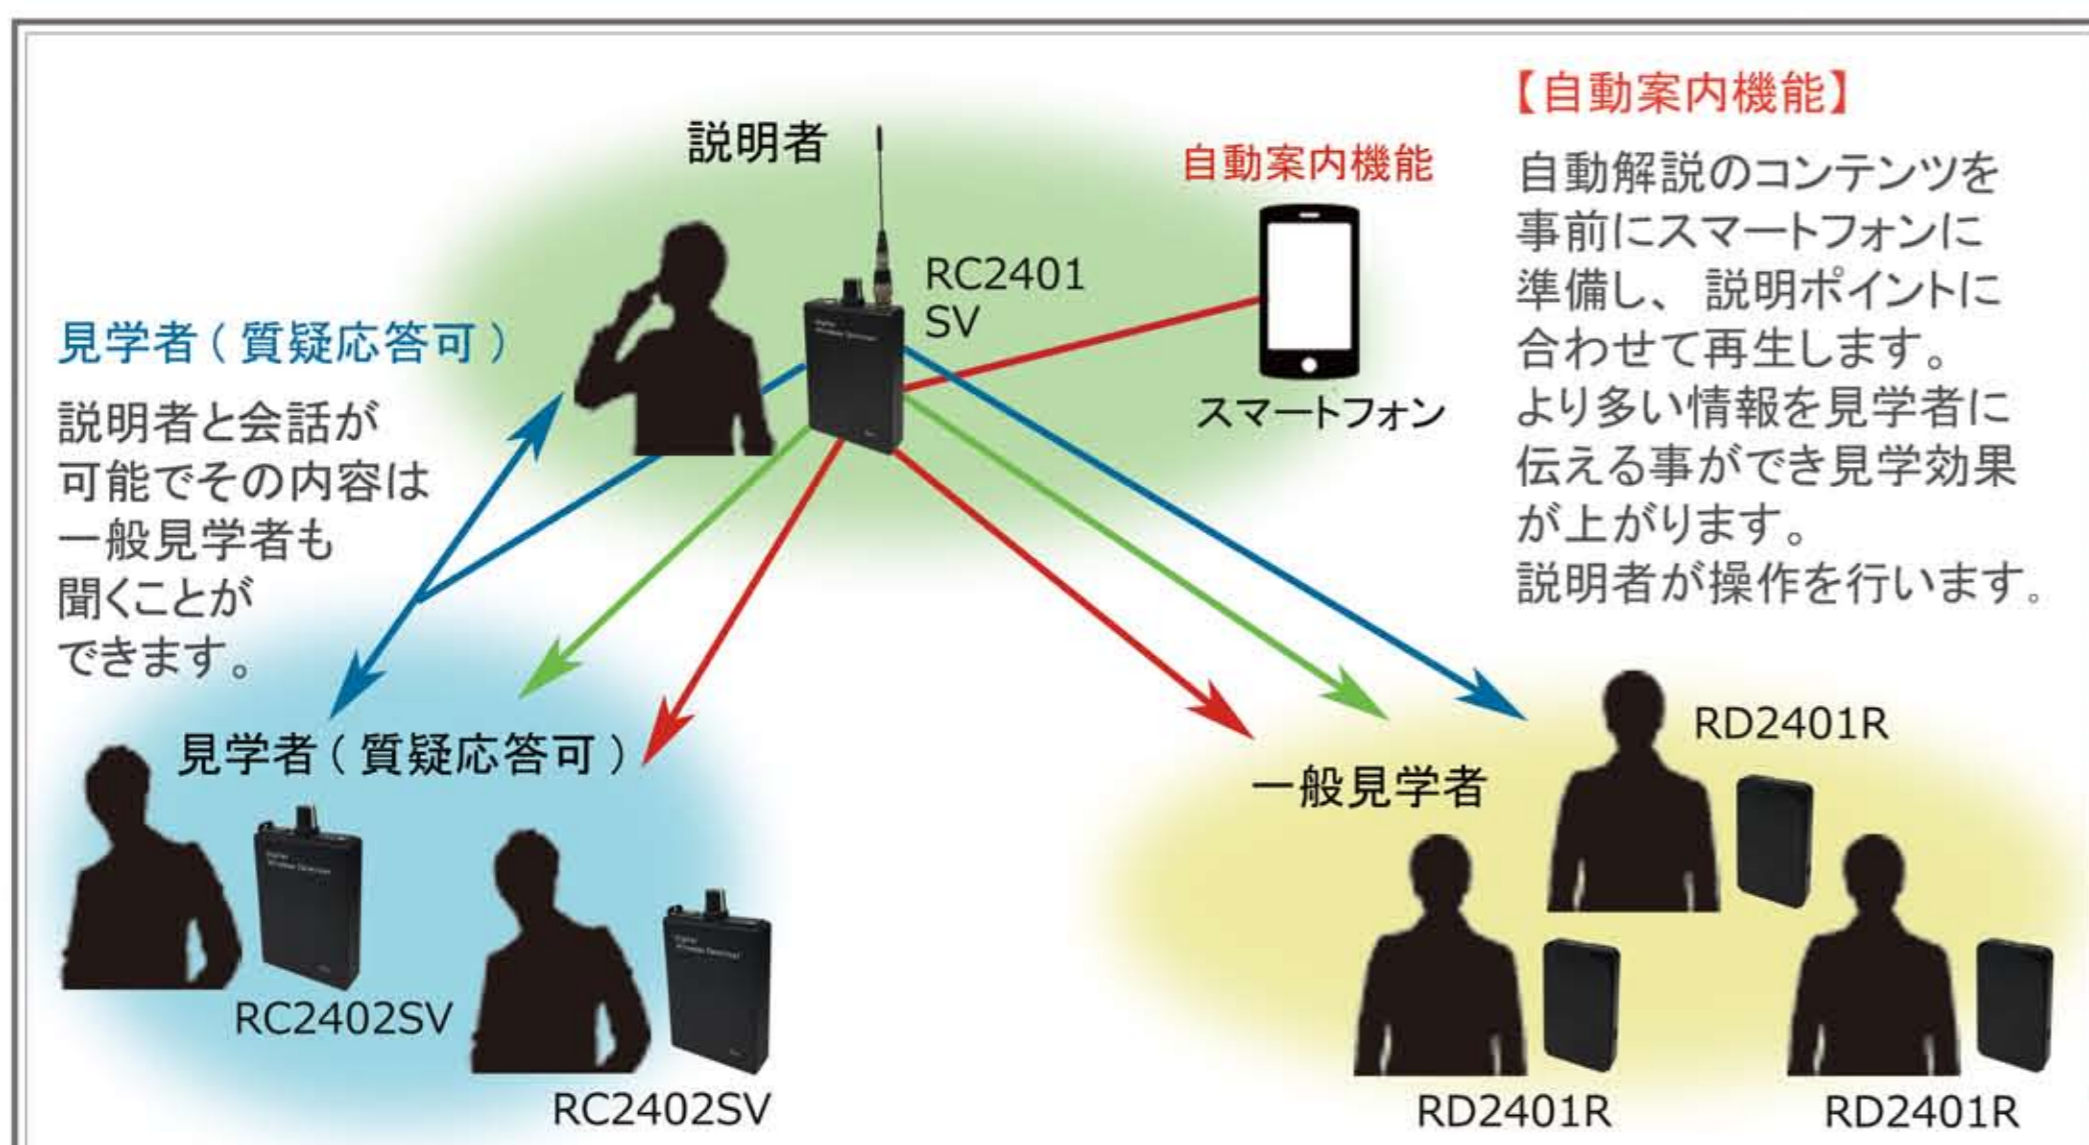 説明者
RC2401
SV
自動案内機能
スマートフォン
【自動案内機能】
自動解説のコンテンツを
事前にスマートフォンに
準備し、説明ポイントに
合わせて再生します。
より多い情報を見学者に
伝える事ができ見学効果
が上がります。
説明者が操作を行います。
見学者(質疑応答可)
説明者と会話が
可能でその内容は
一般見学者も
聞くことが
できます。
見学者(質疑応答可)
RC2402SV
RC2402SV
一般見学者
RD2401R
RD2401R
RD2401R